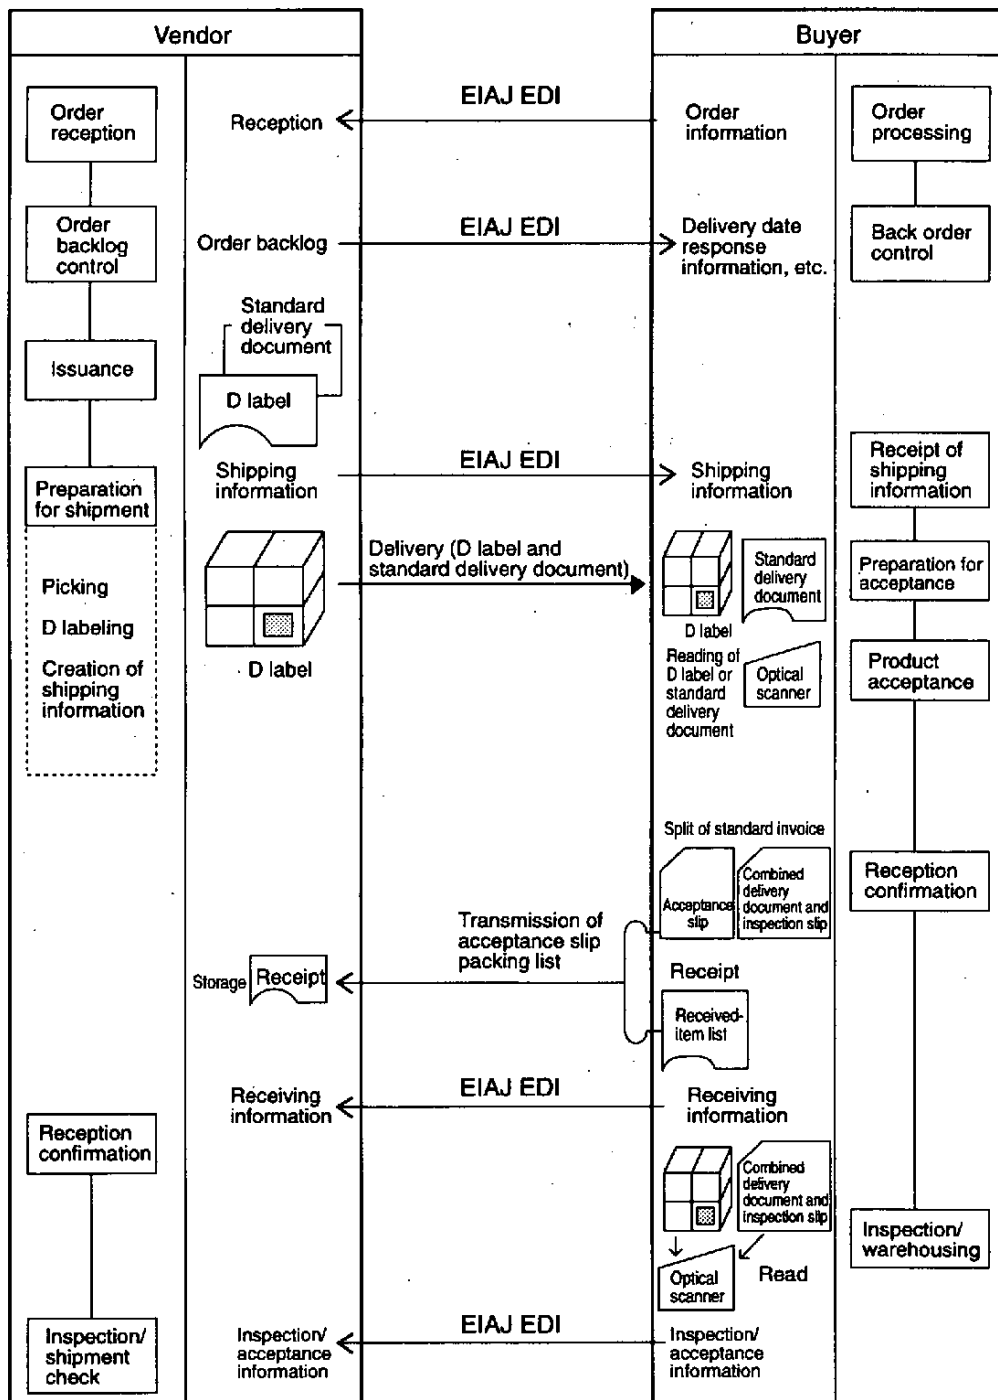 Vendor
Buyer
Order
reception
Reception
EIAJ EDI
Order
information
Order
processing
Order
backlog
control
Order backlog
EIAJ EDI
Delivery date
response
information, etc.
Back order
control
Standard
delivery
document
Issuance
D label
Shipping
information
EIAJ EDI
Shipping
information
Receipt of
shipping
information
Preparation
for shipment
Picking
D labeling
Creation of
shipping
information
D label
Delivery (D label and
standard delivery document)
D label
Standard
delivery
document
Preparation for
acceptance
Reading of
D label or
standard
delivery
document
Optical
scanner
Product
acceptance
Split of standard invoice
Acceptance
slip
Combined
delivery
document and
inspection slip
Reception
confirmation
Transmission of
acceptance slip
packing list
Storage
Receipt
Receipt
Received-
item list
EIAJ EDI
Receiving
information
Receiving
information
Reception
confirmation
Combined
delivery
document and
inspection slip
Inspection/
warehousing
Optical
scanner
Read
EIAJ EDI
Inspection/
shipment
check
Inspection/
acceptance
information
Inspection/
acceptance
information